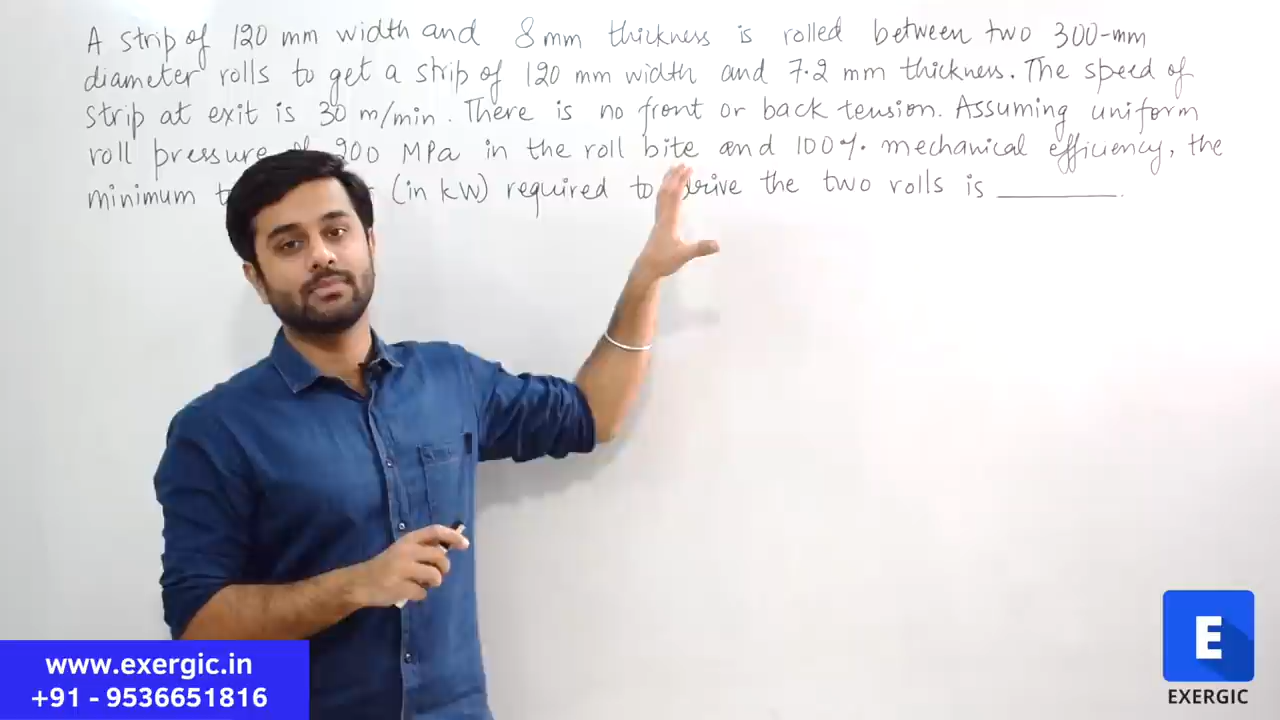 A strip of 120 mm width and 8 mm thickness is rolled between two 300-mm
diameter rolls to get a strip of 120 mm width and 7.2 mm thickness. The speed of
strip at exit is 30 m/min. There is no front or back tension. Assuming uniform
roll pressure of 200 MPa in the roll bite and 100% mechanical efficiency, the
minimum (in kW) required to drive the two rolls is ______.
www.exergic.in
+91 - 9536651816
E
EXERGIC